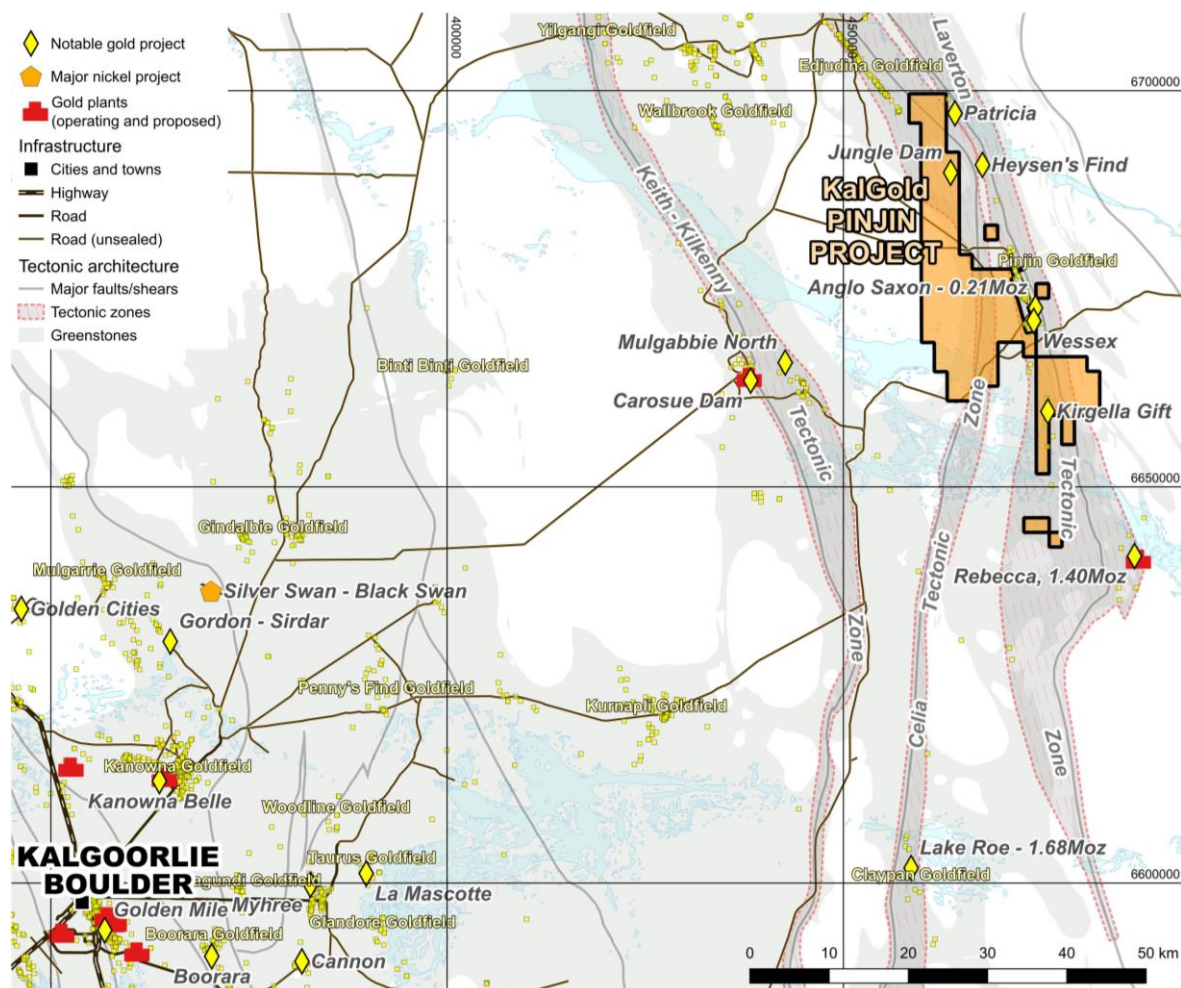 Notable gold project
Major nickel project
Gold plants
(operating and proposed)
Infrastructure
Cities and towns
Highway
Road
Road (unsealed)
Tectonic architecture
Major faults/shears
Tectonic zones
Greenstones
400000
450000
Yilgangi Goldfield
Edjudina Goldfield
Laverton
6700000
Wallbrook Goldfield
Patricia
Jungle Dam
Heysen's Find
Keith - Kilkenny
KalGold
PINJIN
PROJECT
Pinjin Goldfield
Anglo Saxon - 0.21Moz
Mulgabbie North
Wessex
Binti Binti Goldfield
Carosue Dam
Zone
Kirgella Gift
Tectonic
Tectonic
6650000
Gindalbie Goldfield
Mulgarrie Goldfield
Silver Swan - Black Swan
Rebecca, 1.40Moz
Golden Cities
Gordon - Sirdar
Tectonic
Zone
Penny's Find Goldfield
Kurnapli Goldfield
Celia
Zone
Kanowna Goldfield
Kanowna Belle
Woodline Goldfield
KALGOORLIE
BOULDER
Taurus Goldfield
Lake Roe - 1.68Moz
Claypan Goldfield
agundi Goldfield
La Mascotte
6600000
Golden Mile
Myhree
Glandore Goldfield
Boorara Goldfield
Boorara
Cannon
0 10 20 30 40 50 km